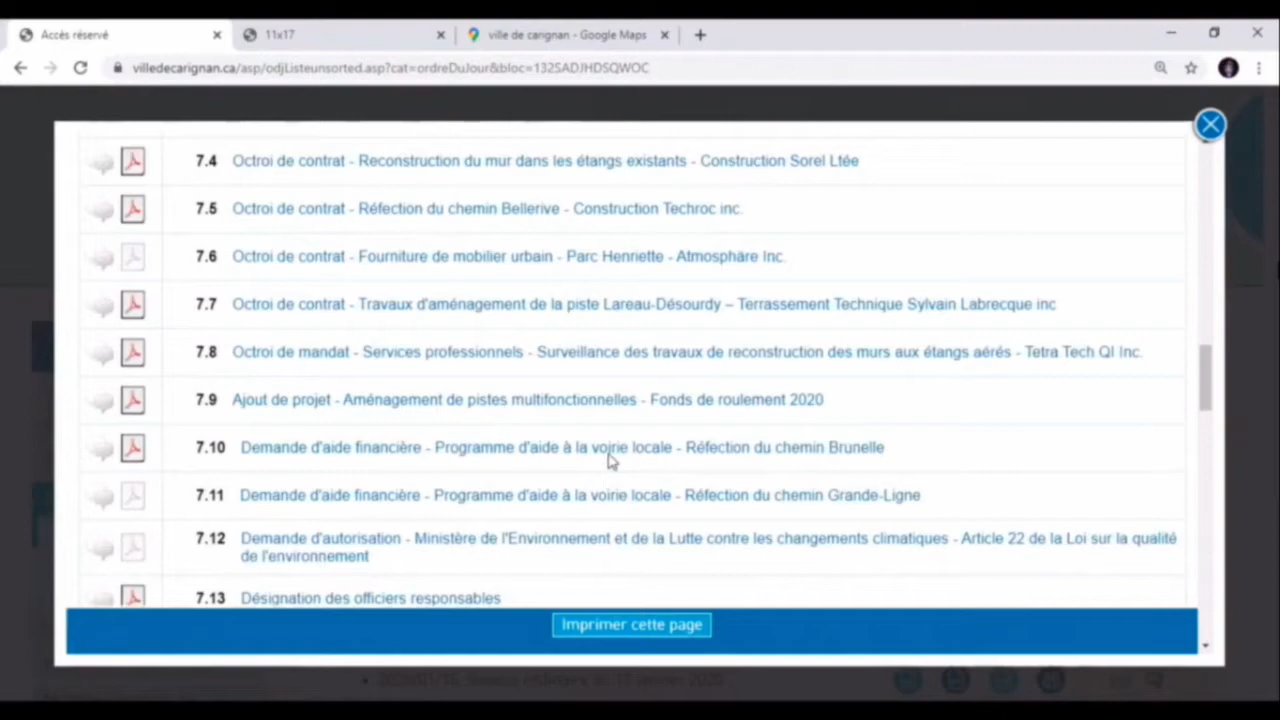 Accès réservé
11x17
ville de carignan - Google Maps
villedecarignan.ca/asp/odjListeunsorted.asp?cat=ordreDuJour&bloc=132SADJHDSQWOC
7.4 Octroi de contrat - Reconstruction du mur dans les étangs existants - Construction Sorel Ltée
7.5 Octroi de contrat - Réfection du chemin Bellerive - Construction Techroc inc.
7.6 Octroi de contrat - Fourniture de mobilier urbain - Parc Henriette - Atmosphäre Inc.
7.7 Octroi de contrat - Travaux d'aménagement de la piste Lareau-Désourdy – Terrassement Technique Sylvain Labrecque inc
7.8 Octroi de mandat - Services professionnels - Surveillance des travaux de reconstruction des murs aux étangs aérés - Tetra Tech QI Inc.
7.9 Ajout de projet - Aménagement de pistes multifonctionnelles - Fonds de roulement 2020
7.10 Demande d'aide financière - Programme d'aide à la voirie locale - Réfection du chemin Brunelle
7.11 Demande d'aide financière - Programme d'aide à la voirie locale - Réfection du chemin Grande-Ligne
7.12 Demande d'autorisation - Ministère de l'Environnement et de la Lutte contre les changements climatiques - Article 22 de la Loi sur la qualité
de l'environnement
7.13 Désignation des officiers responsables
Imprimer cette page